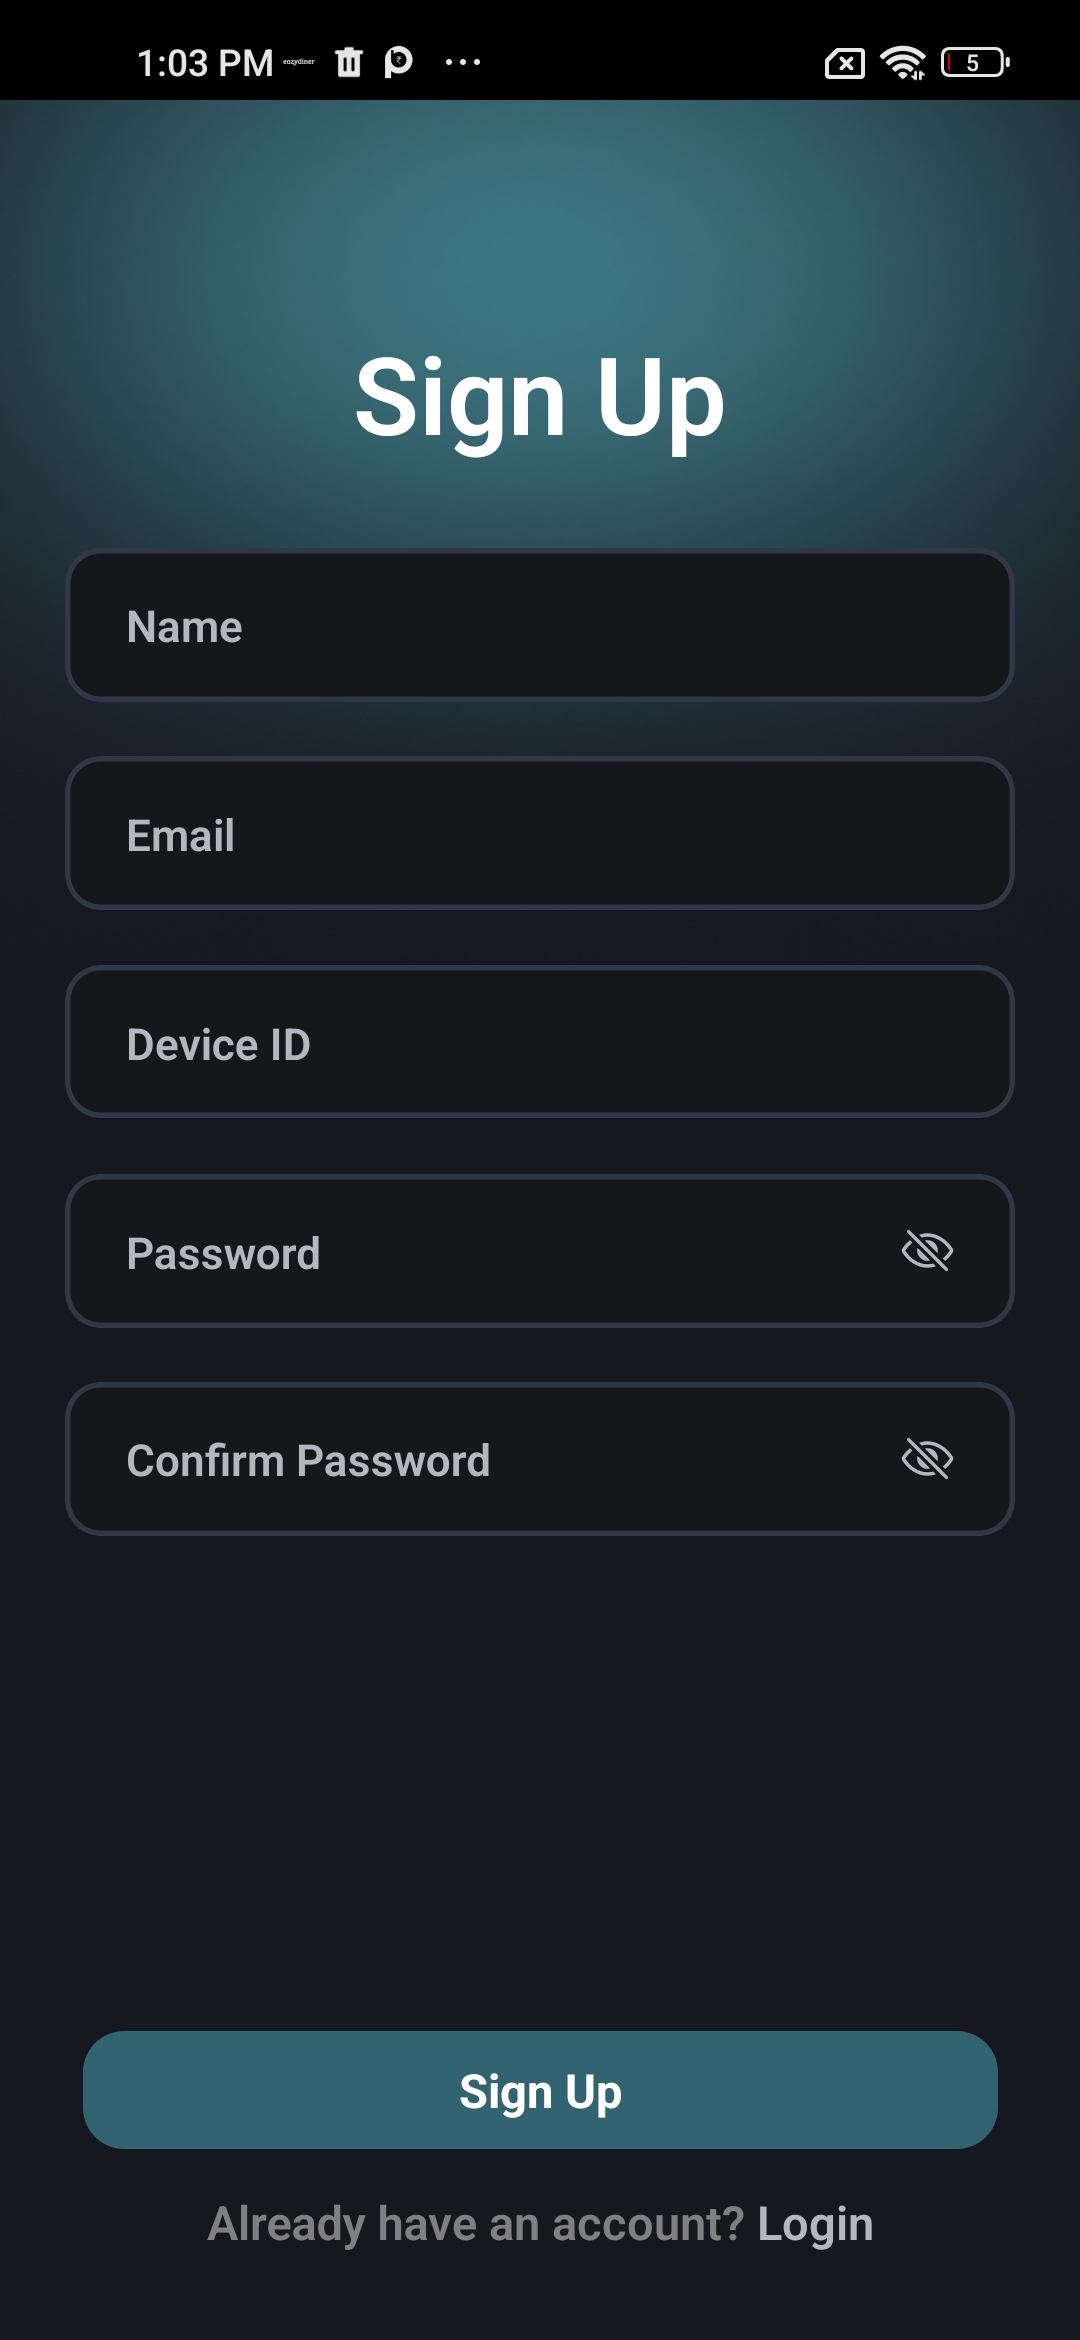 1:03 PM eazydiner
5
Sign Up
Name
Email
Device ID
Password
Confirm Password
Sign Up
Already have an account? Login